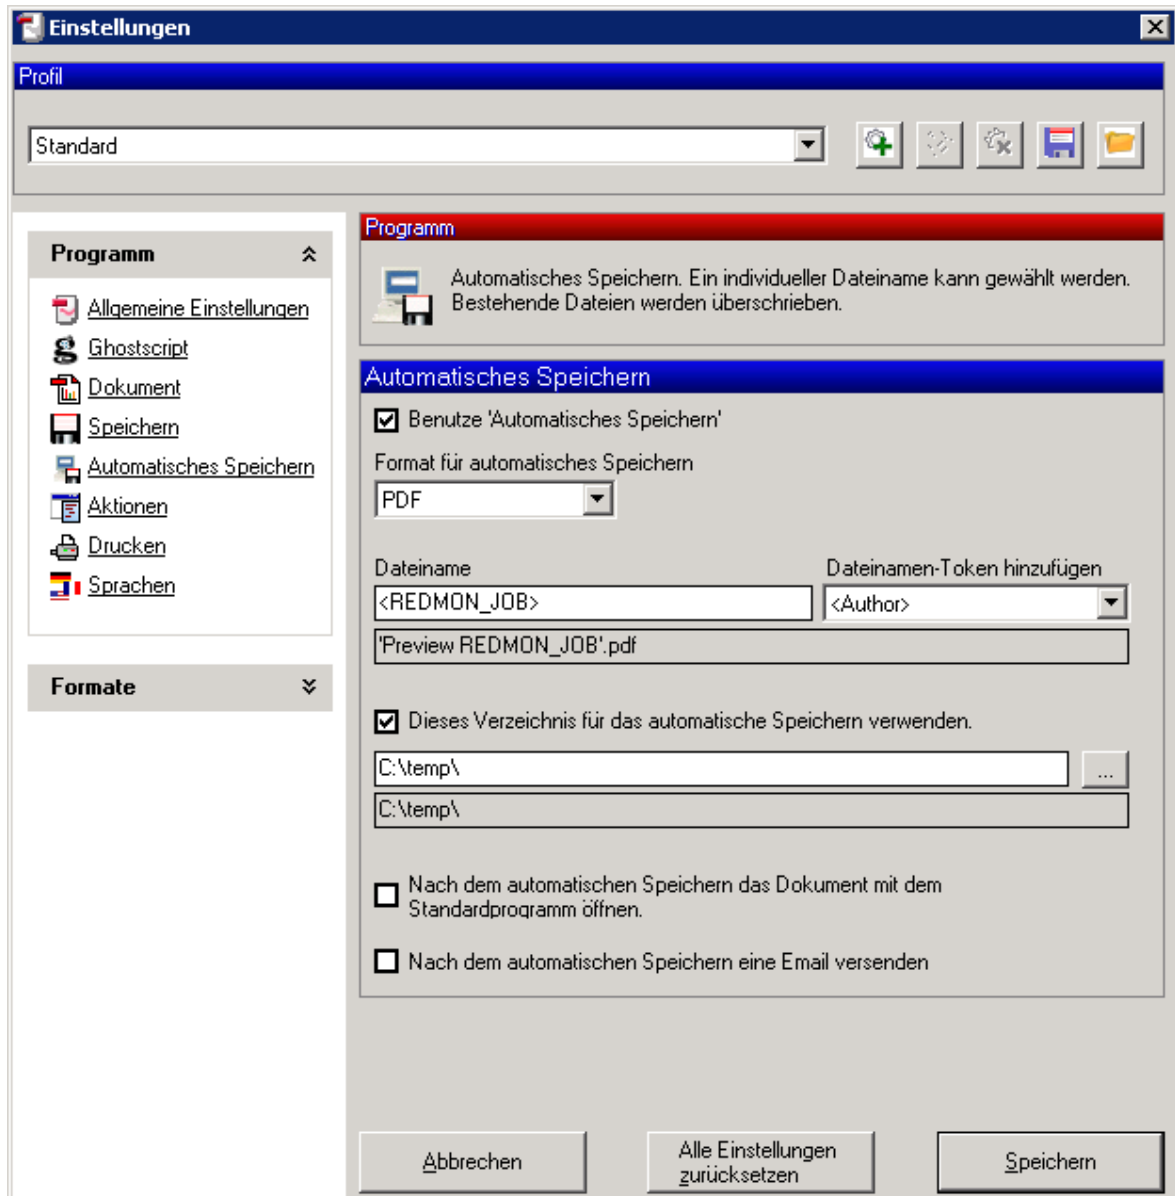 Einstellungen
Profil
Standard
Programm
Allgemeine Einstellungen
Ghostscript
Dokument
Speichern
Automatisches Speichern
Aktionen
Drucken
Sprachen
Formate
Programm
Automatisches Speichern. Ein individueller Dateiname kann gewählt werden.
Bestehende Dateien werden überschrieben.
Automatisches Speichern
Benutze 'Automatisches Speichern'
Format für automatisches Speichern
PDF
Dateiname
Dateinamen-Token hinzufügen
<REDMON_JOB>
<Author>
'Preview REDMON_JOB'.pdf
Dieses Verzeichnis für das automatische Speichern verwenden.
C:\temp\
...
C:\temp\
Nach dem automatischen Speichern das Dokument mit dem
Standardprogramm öffnen.
Nach dem automatischen Speichern eine Email versenden
Abbrechen
Alle Einstellungen
zurücksetzen
Speichern